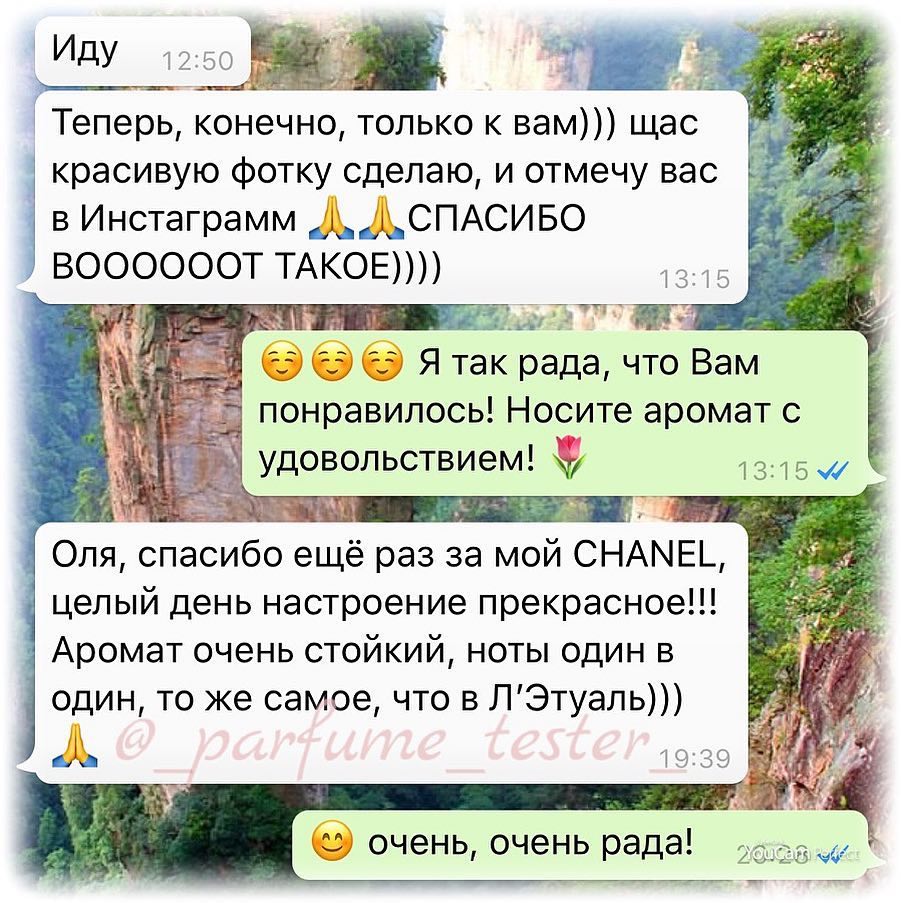 Иду 12:50
Теперь, конечно, только к вам))) щас
красивую фотку сделаю, и отмечу вас
в Инстаграмм 🙏🙏СПАСИБО
ВООООООТ ТАКОЕ))))
13:15
☺️☺️☺️ Я так рада, что Вам
понравилось! Носите аромат с
удовольствием! 🌷 13:15
Оля, спасибо ещё раз за мой CHANEL,
целый день настроение прекрасное!!!
Аромат очень стойкий, ноты один в
один, то же самое, что в Л’Этуаль)))
🙏 @_parfume_tester_ 19:39
😊 очень, очень рада!
YouCam Perfect